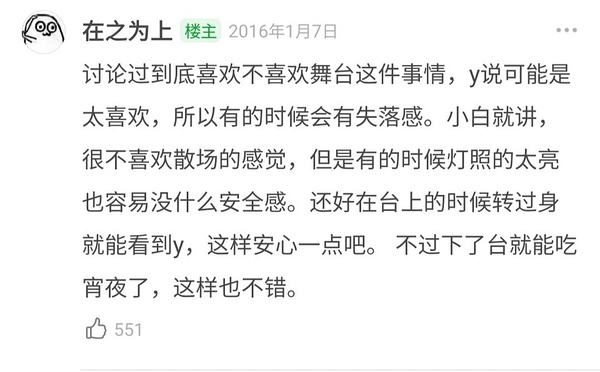 在之为上 楼主 2016年1月7日
讨论过到底喜欢不喜欢舞台这件事情，y说可能是
太喜欢，所以有的时候会有失落感。小白就讲，
很不喜欢散场的感觉，但是有的时候灯照的太亮
也容易没什么安全感。还好在台上的时候转过身
就能看到y，这样安心一点吧。 不过下了台就能吃
宵夜了，这样也不错。
551